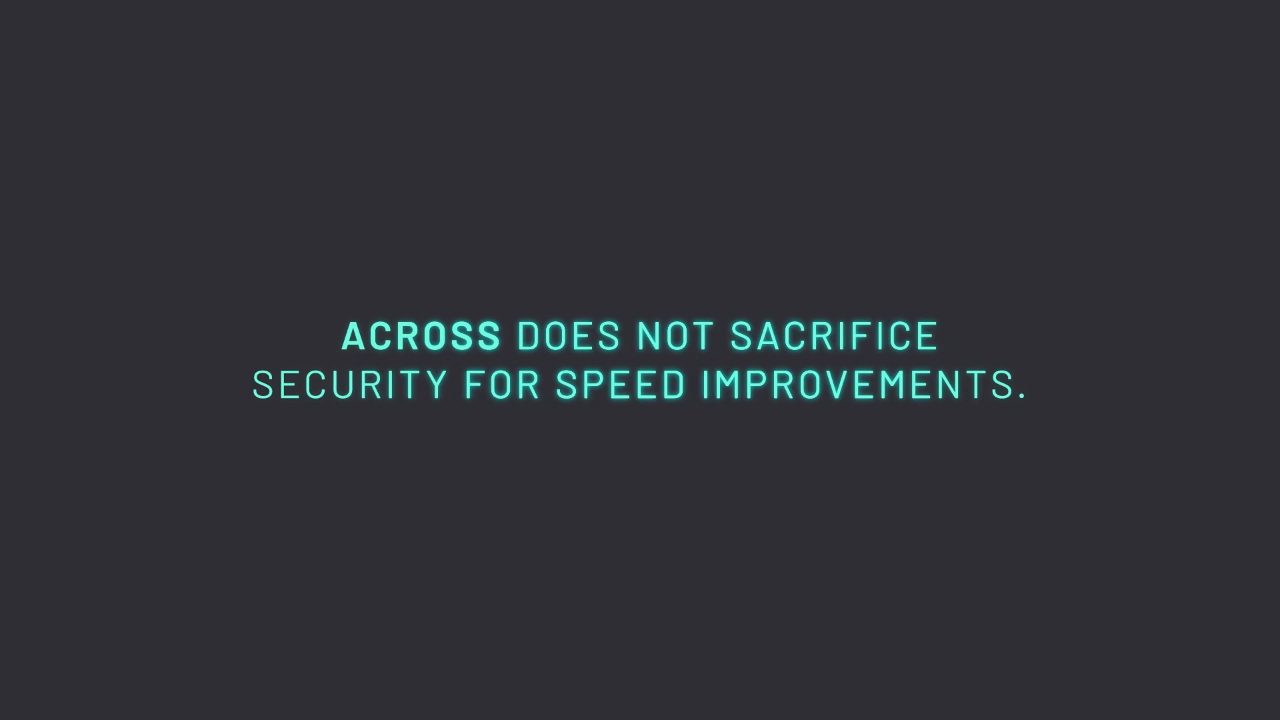 ACROSS DOES NOT SACRIFICE
SECURITY FOR SPEED IMPROVEMENTS.